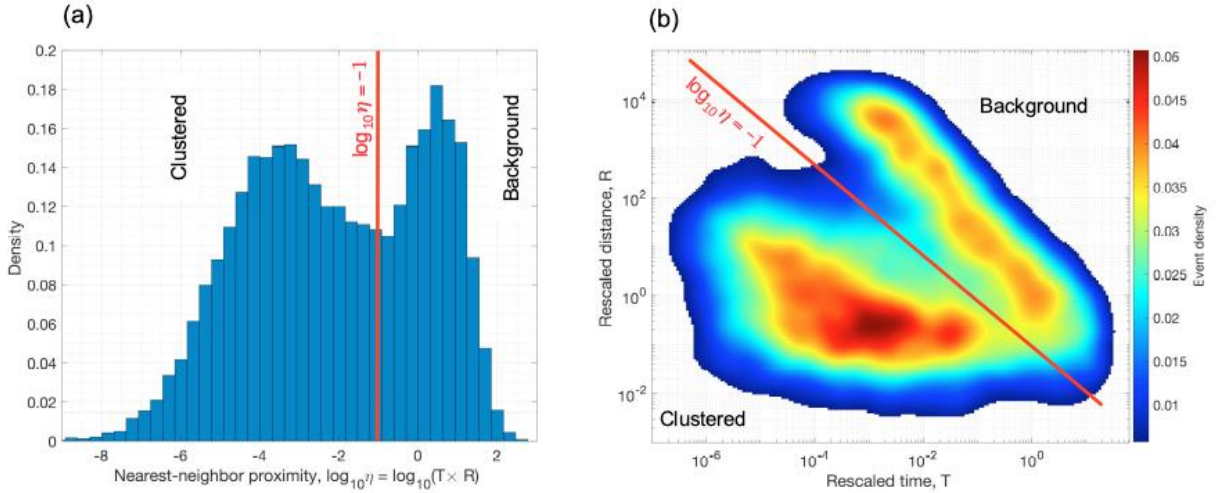 (a)
0.2
0.18
0.16
0.14
0.12
0.1
0.08
0.06
0.04
0.02
0
Density
Clustered
log10 η = −1
Background
-8
-6
-4
-2
0
2
Nearest-neighbor proximity, log10η = log10(T× R)
(b)
10^4
10^2
10^0
10^-2
Rescaled distance, R
log10 η = −1
Background
Clustered
10^-6
10^-4
10^-2
10^0
Rescaled time, T
0.05
0.045
0.04
0.035
0.03
0.025
0.02
0.015
0.01
Event density